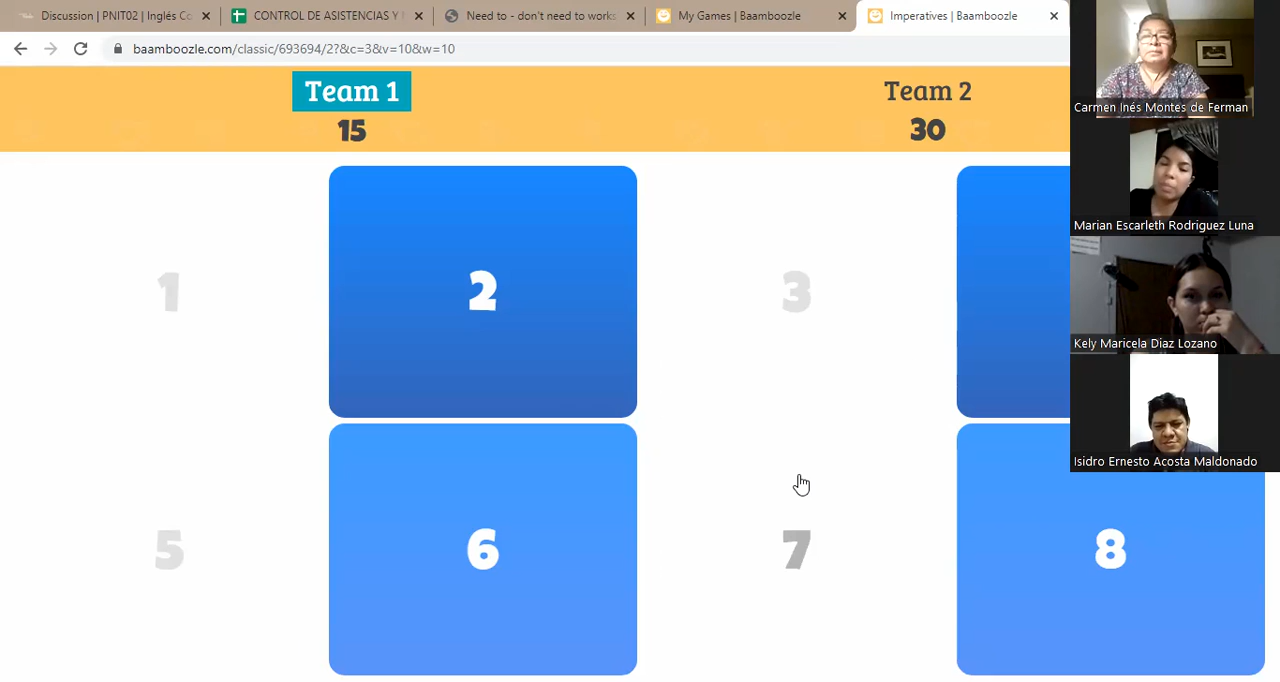 Discussion | PNIT02 | Inglés Co
CONTROL DE ASISTENCIAS Y
Need to - don't need to works
My Games | Baamboozle
Imperatives | Baamboozle
baamboozle.com/classic/693694/2?&c=3&v=10&w=10
Team 1
15
Team 2
30
1
2
3
5
6
7
8
Carmen Inés Montes de Ferman
Marian Escarleth Rodriguez Luna
Kely Maricela Diaz Lozano
Isidro Ernesto Acosta Maldonado